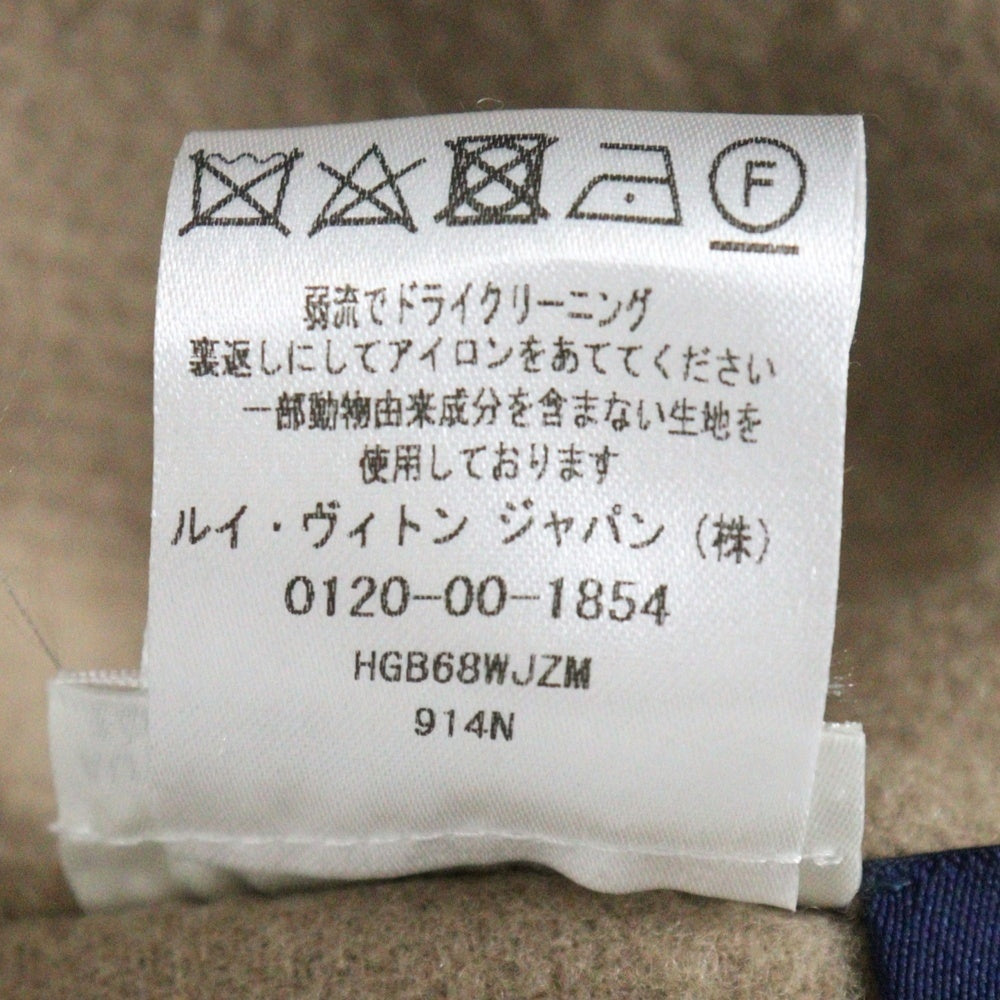 F
弱流でドライクリーニング
裏返しにしてアイロンをあててください
一部動物由来成分を含まない生地を
使用しております
ルイ・ヴィトン ジャパン (株)
0120-00-1854
HGB68WJZM
914N